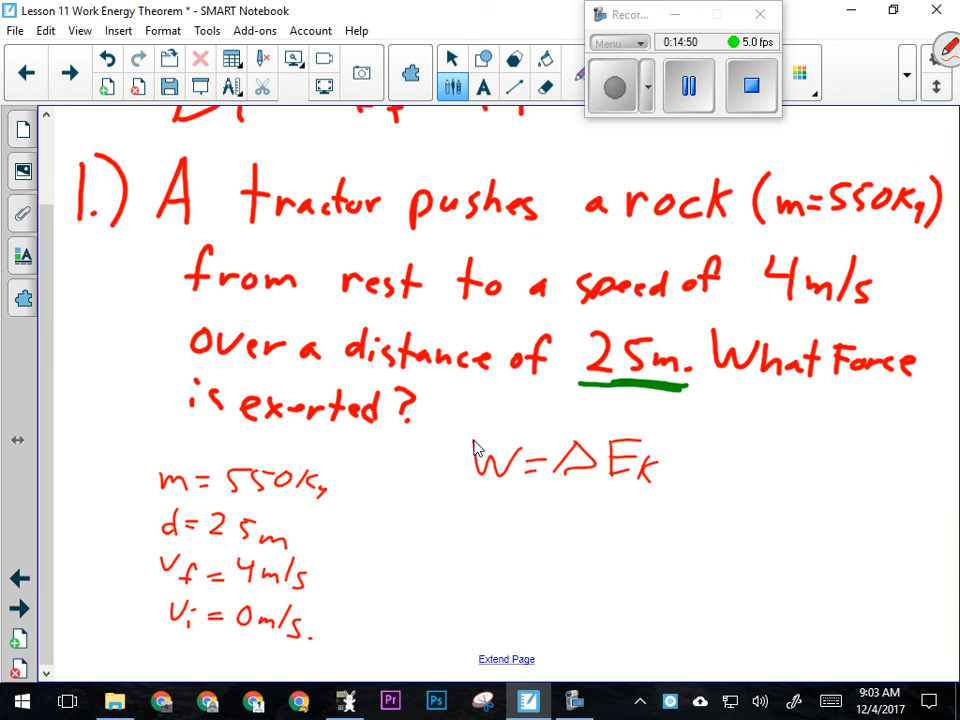 Lesson 11 Work Energy Theorem * - SMART Notebook
File Edit View Insert Format Tools Add-ons Account Help
Recor...
Menu
0:14:50
5.0 fps
1.) A tractor pushes a rock (m=550Kg)
from rest to a speed of 4m/s
over a distance of 25m. What Force
is exerted?
W = Δ EK
m = 550Kg
d = 25m
vf = 4m/s
vi = 0m/s.
Extend Page
Pr
Ps
9:03 AM
12/4/2017